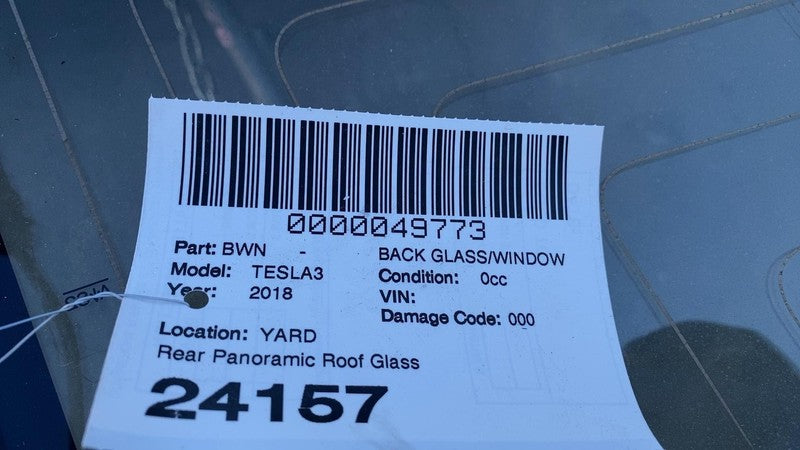 0000049773
Part: BWN - BACK GLASS/WINDOW
Model: TESLA3 Condition: 0cc
Year: 2018 VIN:
Damage Code: 000
Location: YARD
Rear Panoramic Roof Glass
24157